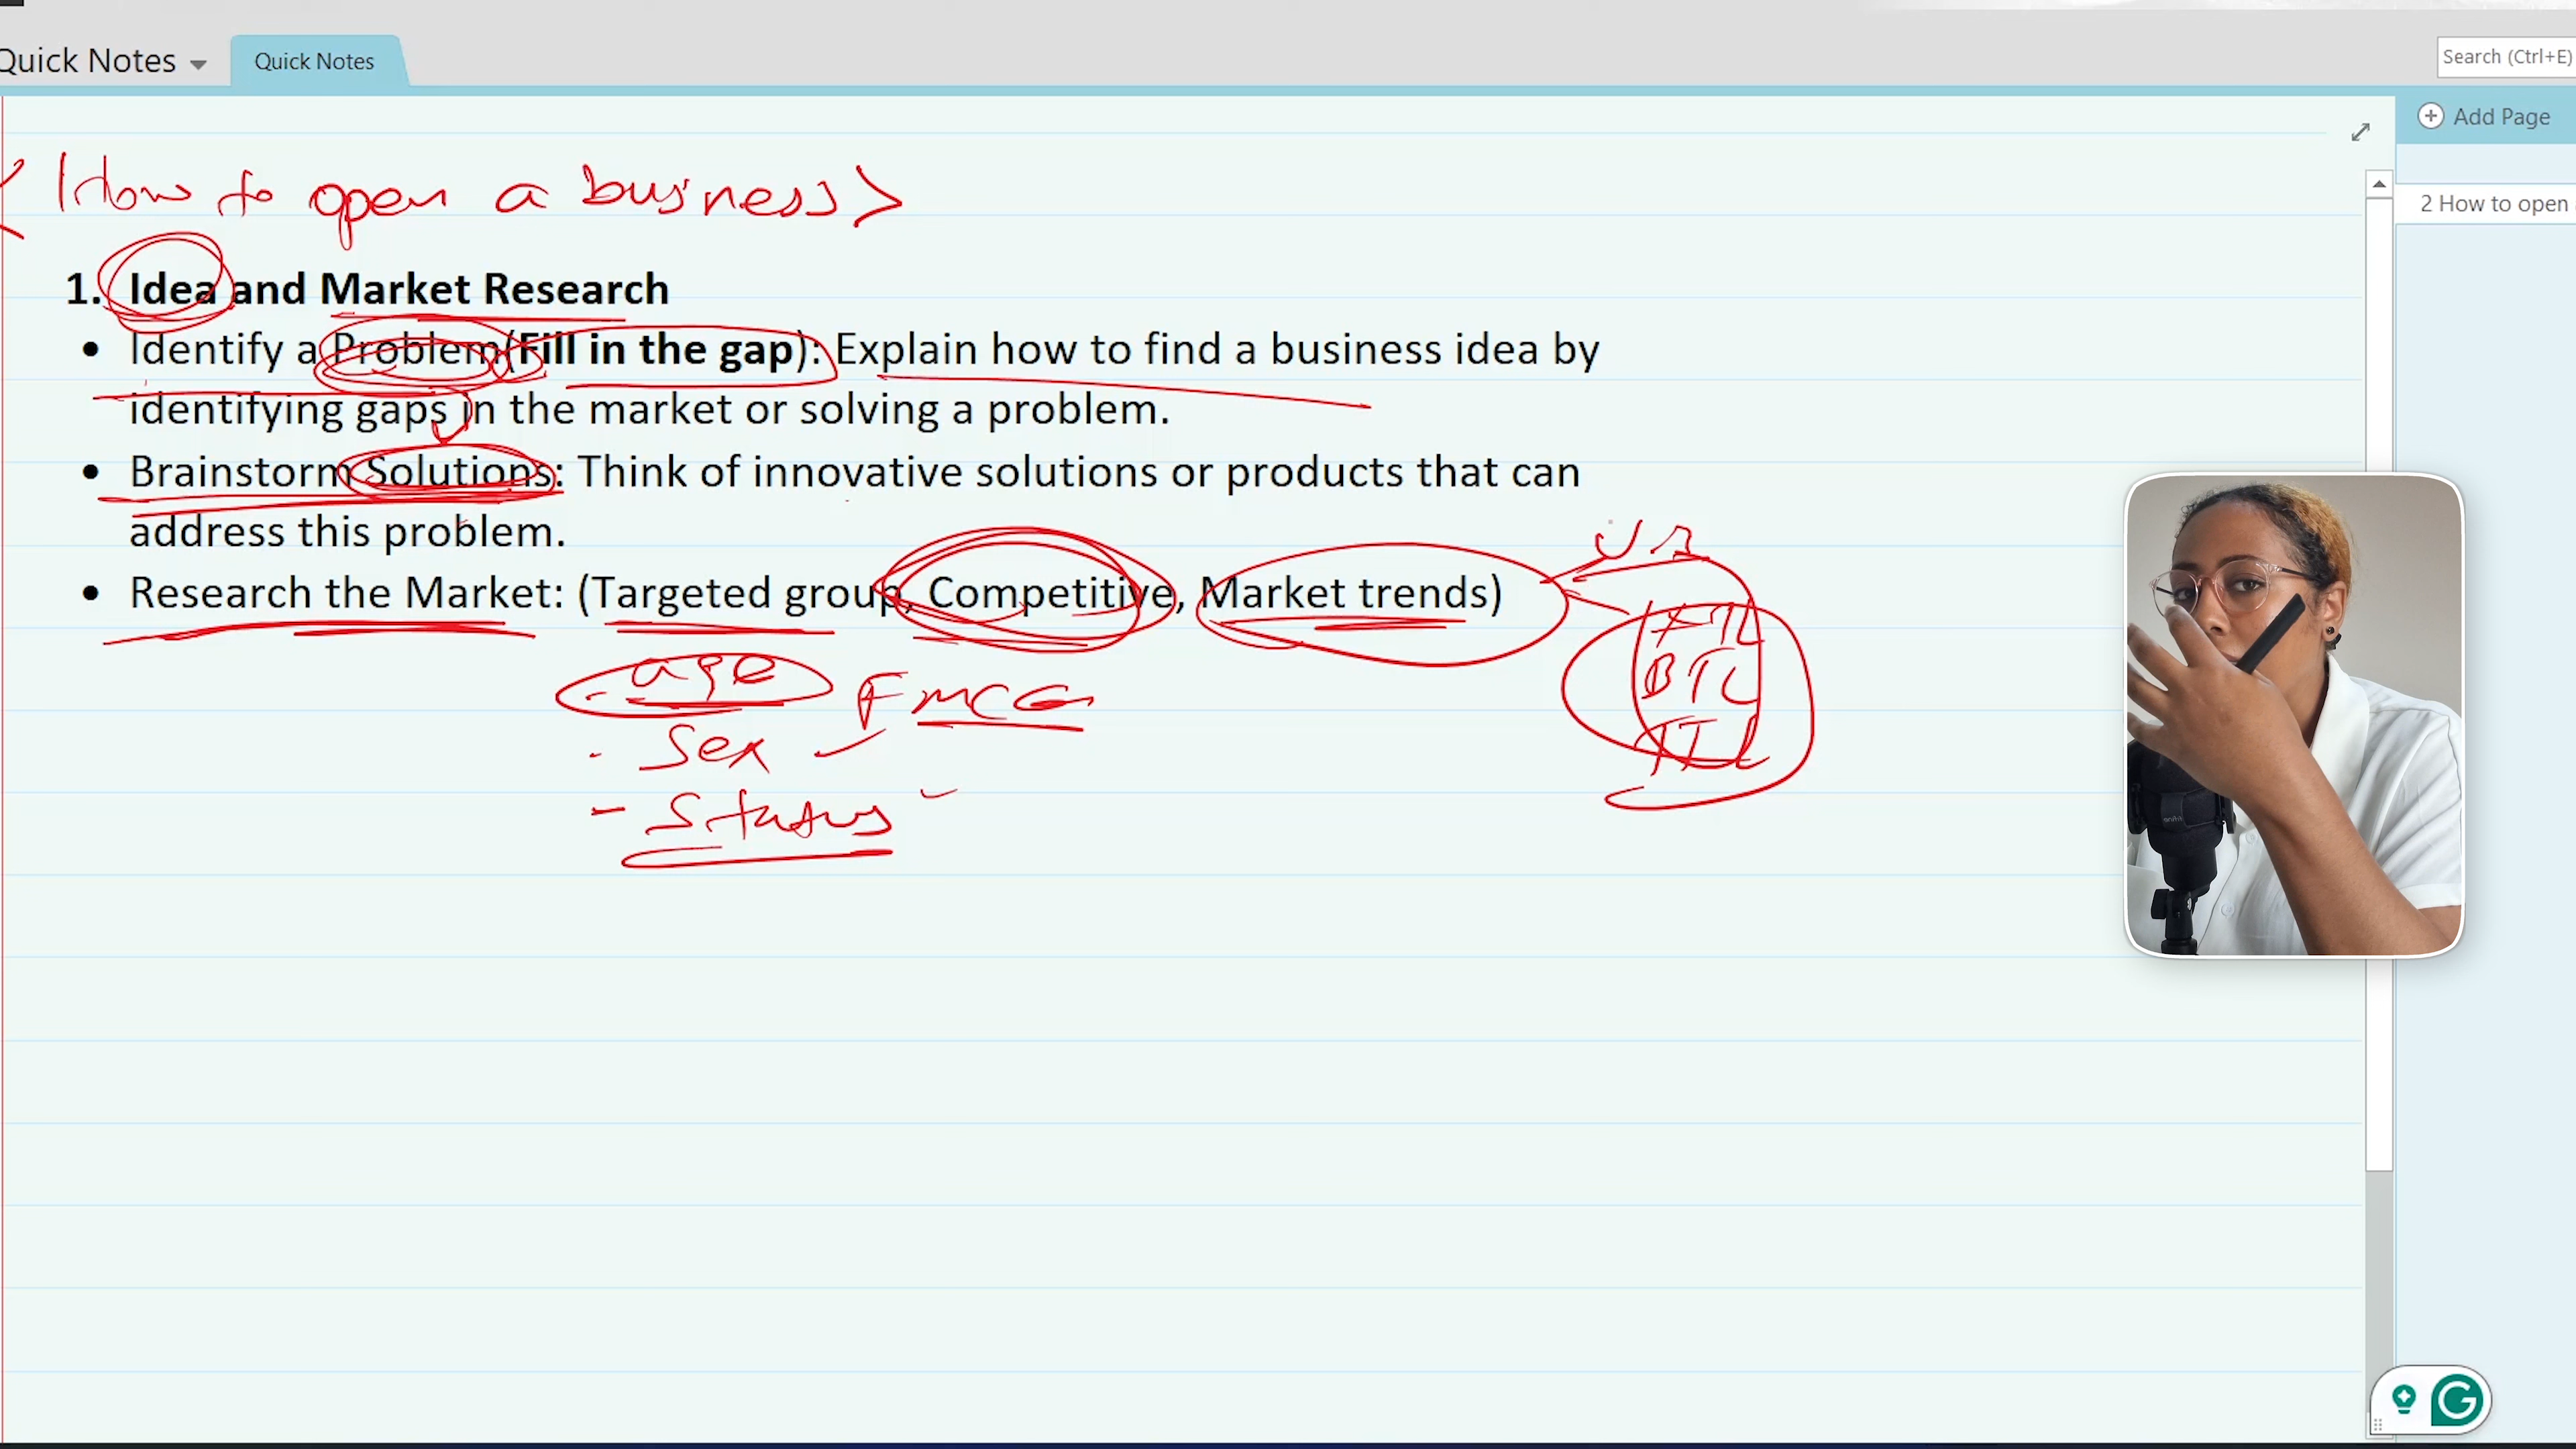 Quick Notes
Quick Notes
Search (Ctrl+E)
Add Page
2 How to open
<How to open a business>
1. Idea and Market Research
• Identify a Problem(Fill in the gap): Explain how to find a business idea by
identifying gaps in the market or solving a problem.
• Brainstorm Solutions: Think of innovative solutions or products that can
address this problem.
• Research the Market: (Targeted group, Competitive, Market trends)
- age
FMCG
- Sex
- Status
ATL
BTL
TTL